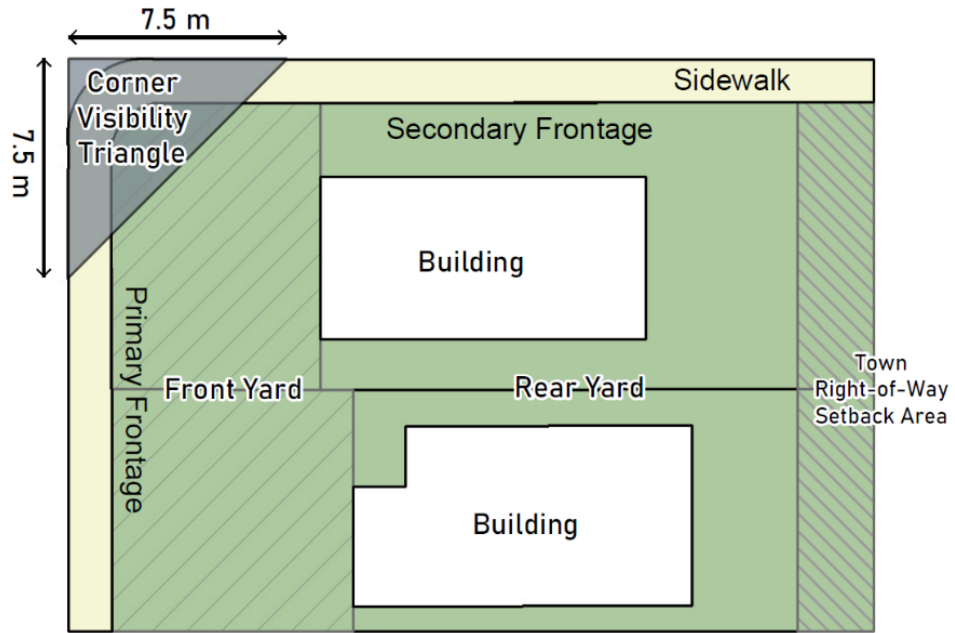 7.5 m
Corner
Visibility
Triangle
7.5 m
Sidewalk
Secondary Frontage
Building
Primary Frontage
Front Yard
Rear Yard
Town
Right-of-Way
Setback Area
Building